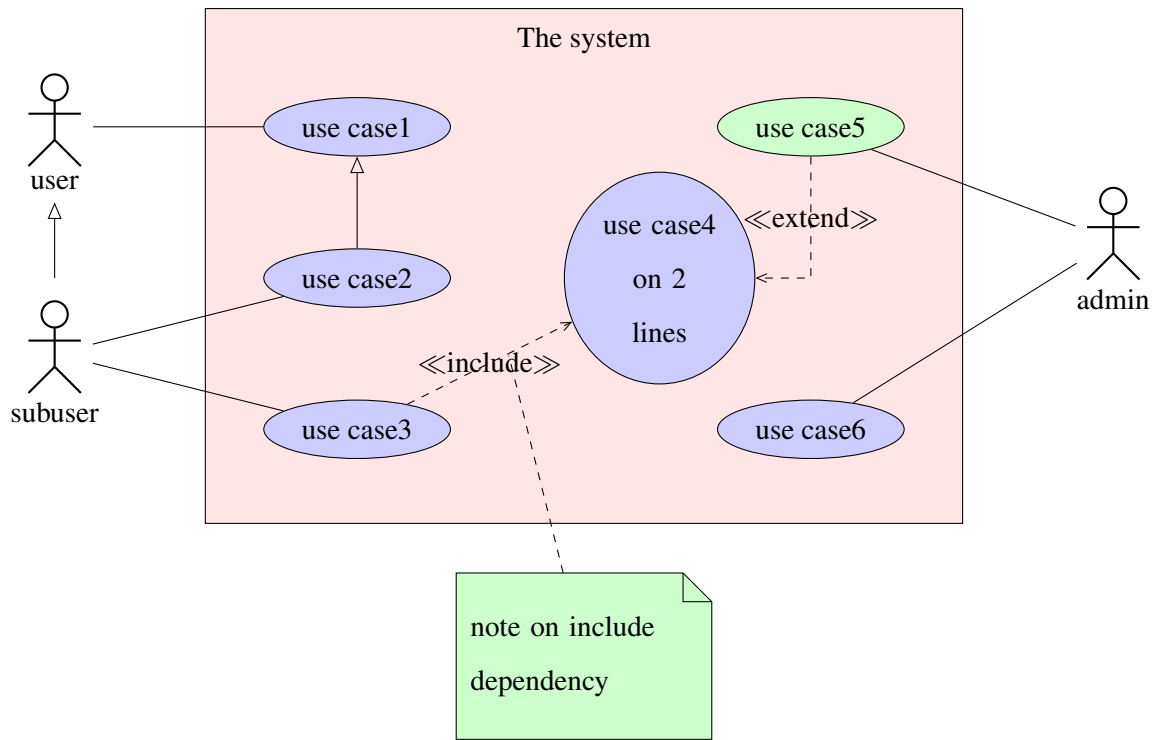 The system
user
use case1
use case5
use case4
on 2
lines
≪extend≫
use case2
admin
subuser
≪include≫
use case3
use case6
note on include
dependency